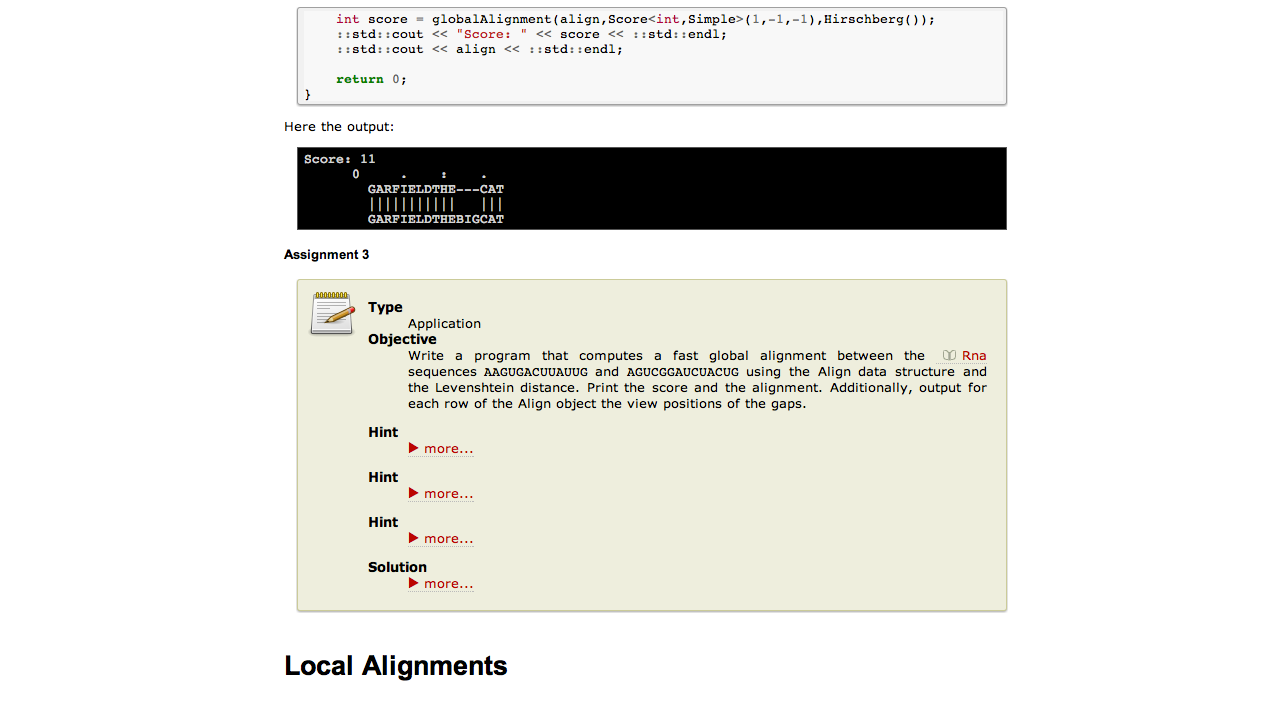 int score = globalAlignment(align,Score<int,Simple>(1,-1,-1),Hirschberg());
::std::cout << "Score: " << score << ::std::endl;
::std::cout << align << ::std::endl;
return 0;
}
Here the output:
Score: 11
0     .    :    .
GARFIELDTHE---CAT
|||||||||||   |||
GARFIELDTHEBIGCAT
Assignment 3
Type
Application
Objective
Write a program that computes a fast global alignment between the Rna
sequences AAGUGACUUAUUG and AGUCGGAUCUACUG using the Align data structure and
the Levenshtein distance. Print the score and the alignment. Additionally, output for
each row of the Align object the view positions of the gaps.
Hint
more...
Hint
more...
Hint
more...
Solution
more...
Local Alignments